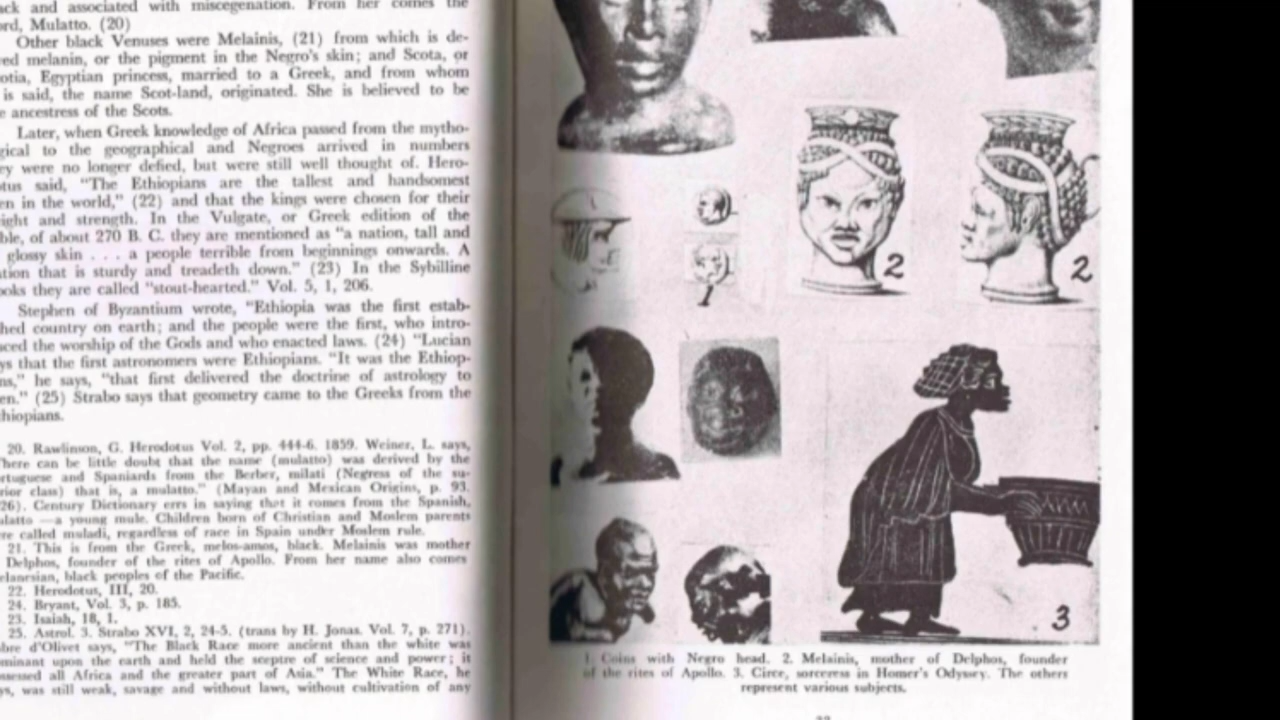 ack and associated with miscegenation. From her comes the
ord, Mulatto. (20)
Other black Venuses were Melainis, (21) from which is de-
ved melanin, or the pigment in the Negro's skin; and Scota, or
otia, Egyptian princess, married to a Greek, and from whom
is said, the name Scot-land, originated. She is believed to be
e ancestress of the Scots.
Later, when Greek knowledge of Africa passed from the mytho-
gical to the geographical and Negroes arrived in numbers
ey were no longer defied, but were still well thought of. Hero-
otus said, "The Ethiopians are the tallest and handsomest
en in the world," (22) and that the kings were chosen for their
eight and strength. In the Vulgate, or Greek edition of the
ble, of about 270 B. C. they are mentioned as "a nation, tall and
glossy skin . . . a people terrible from beginnings onwards. A
ation that is sturdy and treadeth down." (23) In the Sybilline
ooks they are called "stout-hearted." Vol. 5, 1, 206.
Stephen of Byzantium wrote, "Ethiopia was the first estab-
shed country on earth; and the people were the first, who intro-
uced the worship of the Gods and who enacted laws. (24) "Lucian
ys that the first astronomers were Ethiopians. "It was the Ethiop-
ns," he says, "that first delivered the doctrine of astrology to
en." (25) Strabo says that geometry came to the Greeks from the
thiopians.
20. Rawlinson, G. Herodotus Vol. 2, pp. 444-6. 1859. Weiner, L. says,
There can be little doubt that the name (mulatto) was derived by the
ortuguese and Spaniards from the Berber, milati (Negress of the su-
rior class) that is, a mulatto." (Mayan and Mexican Origins, p. 93.
26). Century Dictionary errs in saying that it comes from the Spanish,
ulatto —a young mule. Children born of Christian and Moslem parents
ere called muladi, regardless of race in Spain under Moslem rule.
21. This is from the Greek, melos-amos, black. Melainis was mother
Delphos, founder of the rites of Apollo. From her name also comes
elanesian, black peoples of the Pacific.
22. Herodotus, III, 20.
24. Bryant, Vol. 3, p. 185.
23. Isaiah, 18, 1.
25. Astrol. 3. Strabo XVI, 2, 24-5. (trans by H. Jonas. Vol. 7, p. 271).
bre d'Olivet says, "The Black Race more ancient than the white was
minant upon the earth and held the sceptre of science and power; it
ssessed all Africa and the greater part of Asia." The White Race, he
ys, was still weak, savage and without laws, without cultivation of any
1
2
2
3
1. Coins with Negro head. 2. Melainis, mother of Delphos, founder
of the rites of Apollo. 3. Circe, sorceress in Homer's Odyssey. The others
represent various subjects.